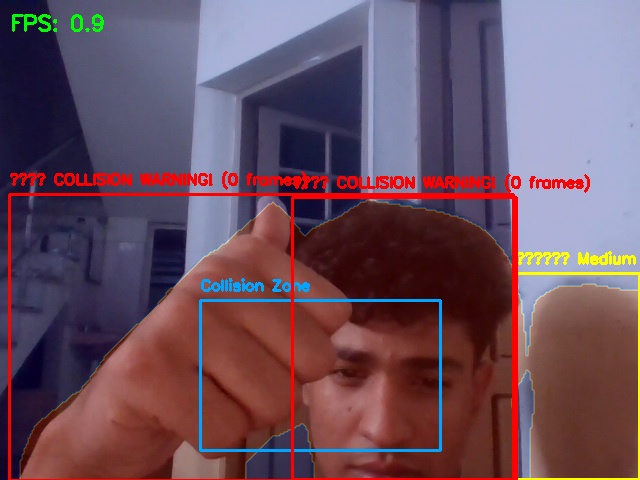 FPS: 0.9
???? COLLISION WARNING! (0 frames)
???? COLLISION WARNING! (0 frames)
?????? Medium
Collision Zone